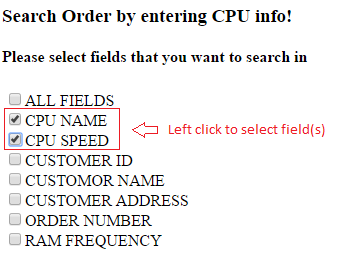 Search Order by entering CPU info!
Please select fields that you want to search in
ALL FIELDS
CPU NAME
CPU SPEED
Left click to select field(s)
CUSTOMER ID
CUSTOMOR NAME
CUSTOMER ADDRESS
ORDER NUMBER
RAM FREQUENCY